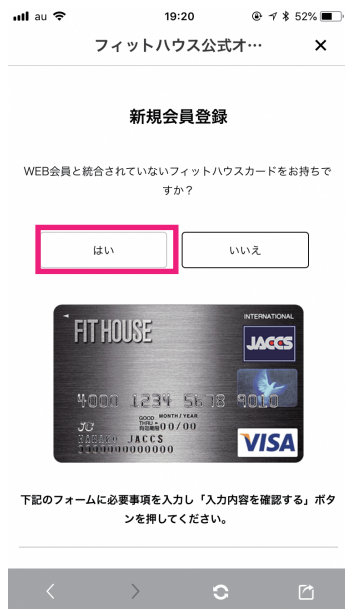 au 19:20 52%
フィットハウス公式オ… ×
新規会員登録
WEB会員と統合されていないフィットハウスカードをお持ちで
すか？
はい いいえ
INTERNATIONAL
FIT HOUSE
JACCS
4000 1234 5678 9010
MONTH/YEAR
GOOD THRU 00/00
JACCS
VISA
下記のフォームに必要事項を入力し「入力内容を確認する」ボタ
ンを押してください。